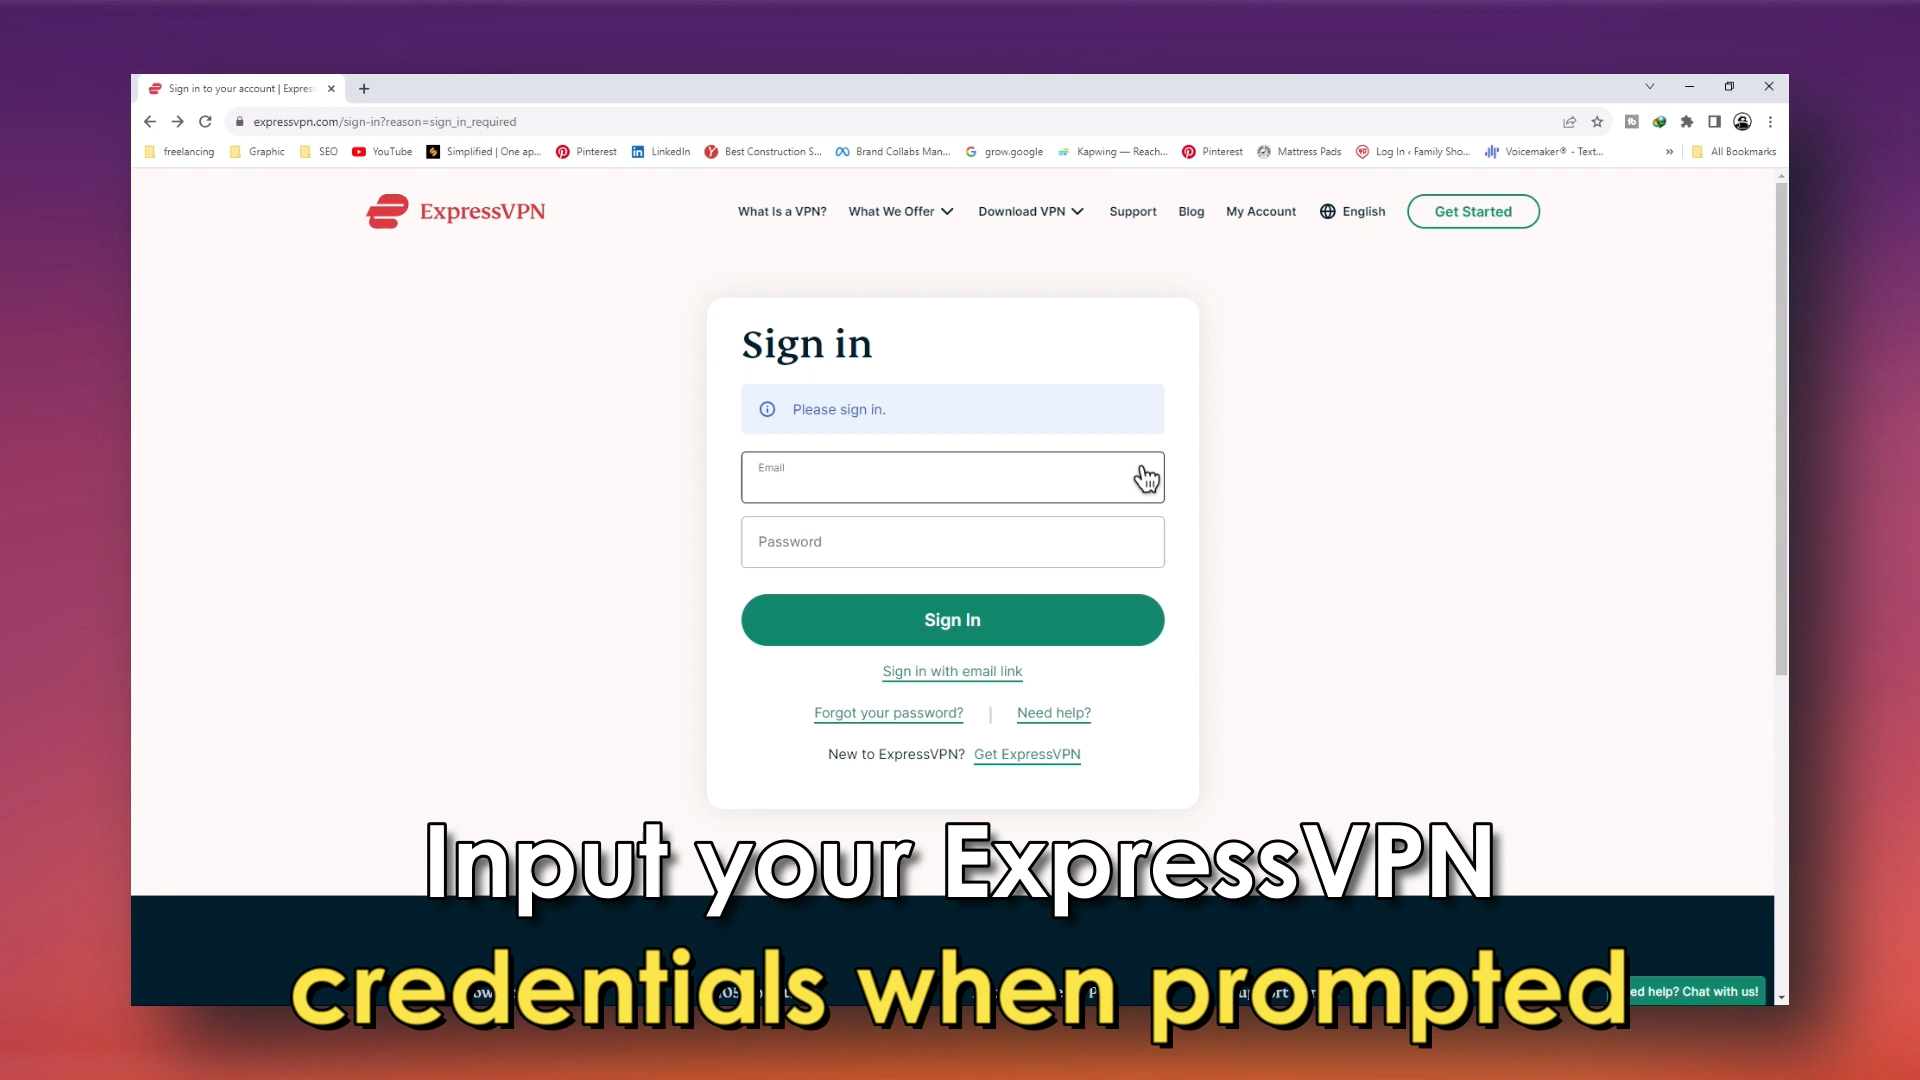 Sign in to your account | Express
expressvpn.com/sign-in?reason=sign_in_required
freelancing Graphic SEO YouTube Simplified | One ap... Pinterest LinkedIn Best Construction S... Brand Collabs Man... grow.google Kapwing — Reach... Pinterest Mattress Pads Log In ‹ Family Sho... Voicemaker® - Text... » All Bookmarks
ExpressVPN What Is a VPN? What We Offer Download VPN Support Blog My Account English Get Started
Sign in
Please sign in.
Email
Password
Sign In
Sign in with email link
Forgot your password? | Need help?
New to ExpressVPN? Get ExpressVPN
Input your ExpressVPN
credentials when prompted
help? Chat with us!